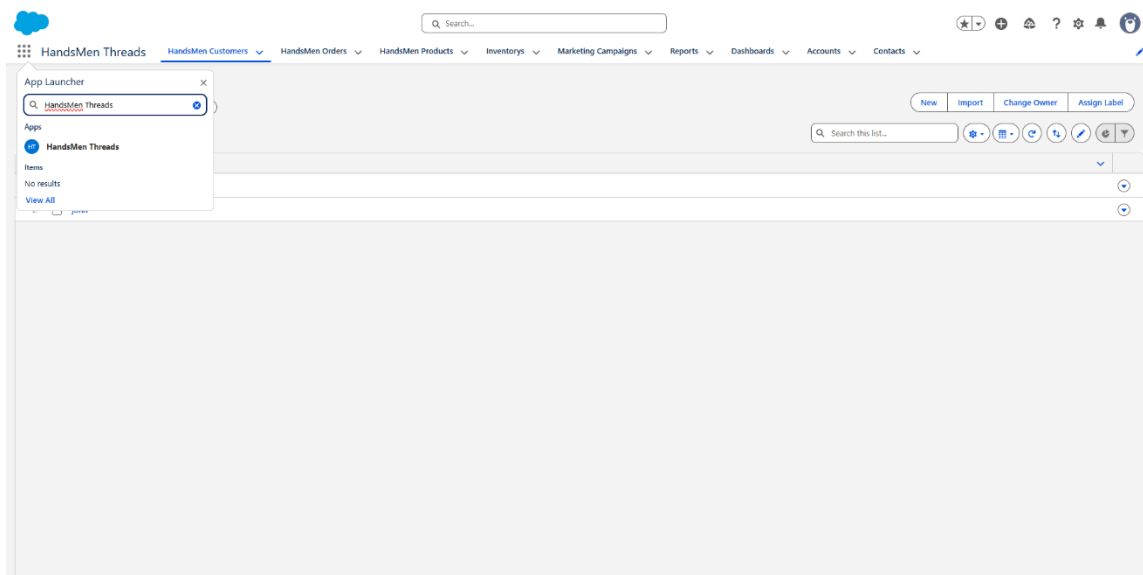 Search...
HandsMen Threads HandsMen Customers HandsMen Orders HandsMen Products Inventorys Marketing Campaigns Reports Dashboards Accounts Contacts
App Launcher
HandsMen Threads
New Import Change Owner Assign Label
Apps
Search this list...
HT HandsMen Threads
Items
No results
View All